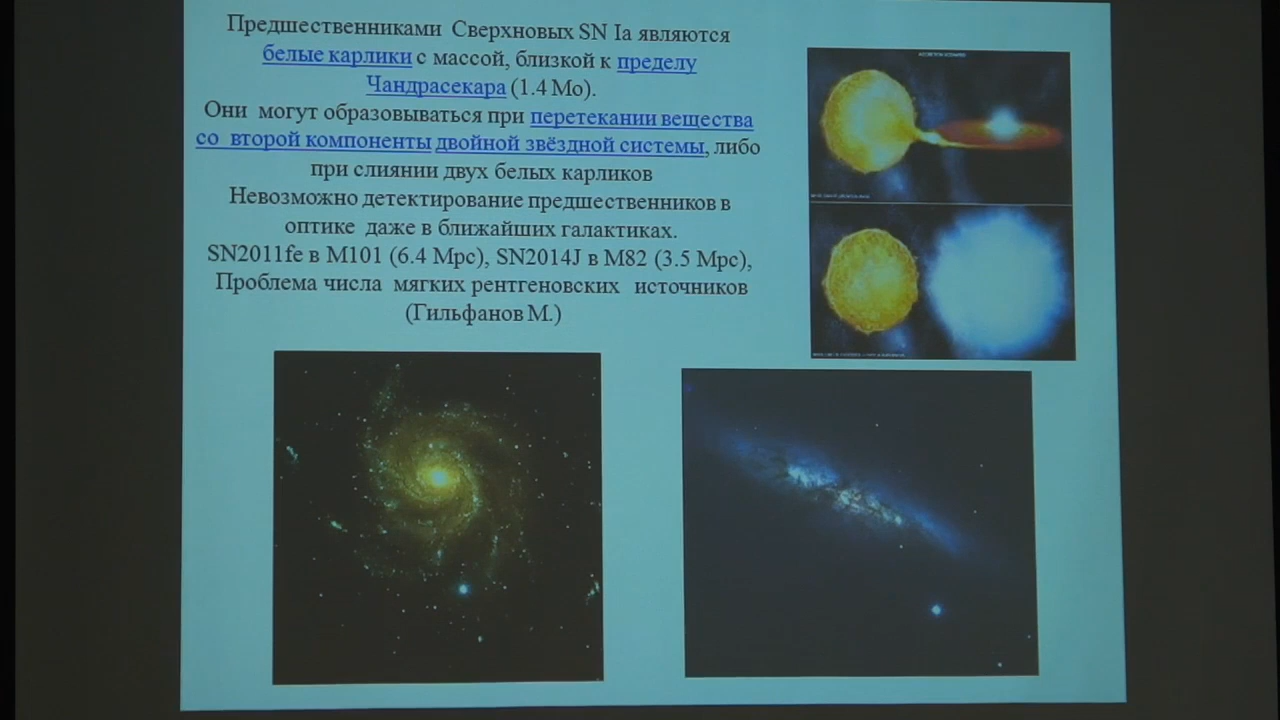 Предшественниками Сверхновых SN Ia являются
белые карлики с массой, близкой к пределу
Чандрасекара (1.4 Mo).
Они могут образовываться при перетекании вещества
со второй компоненты двойной звёздной системы, либо
при слиянии двух белых карликов
Невозможно детектирование предшественников в
оптике даже в ближайших галактиках.
SN2011fe в M101 (6.4 Mpc), SN2014J в M82 (3.5 Mpc),
Проблема числа мягких рентгеновских источников
(Гильфанов М.)